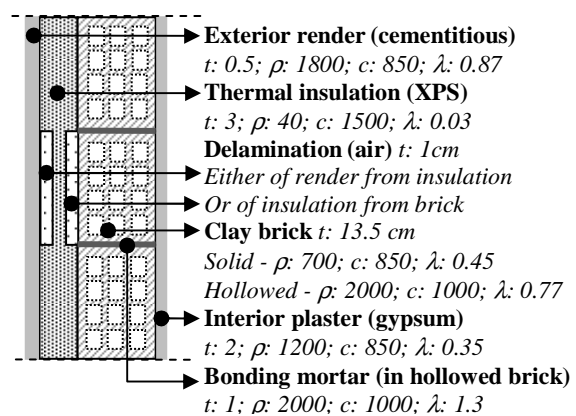 Exterior render (cementitious)
t: 0.5; ρ: 1800; c: 850; λ: 0.87
Thermal insulation (XPS)
t: 3; ρ: 40; c: 1500; λ: 0.03
Delamination (air) t: 1cm
Either of render from insulation
Or of insulation from brick
Clay brick t: 13.5 cm
Solid - ρ: 700; c: 850; λ: 0.45
Hollowed - ρ: 2000; c: 1000; λ: 0.77
Interior plaster (gypsum)
t: 2; ρ: 1200; c: 850; λ: 0.35
Bonding mortar (in hollowed brick)
t: 1; ρ: 2000; c: 1000; λ: 1.3